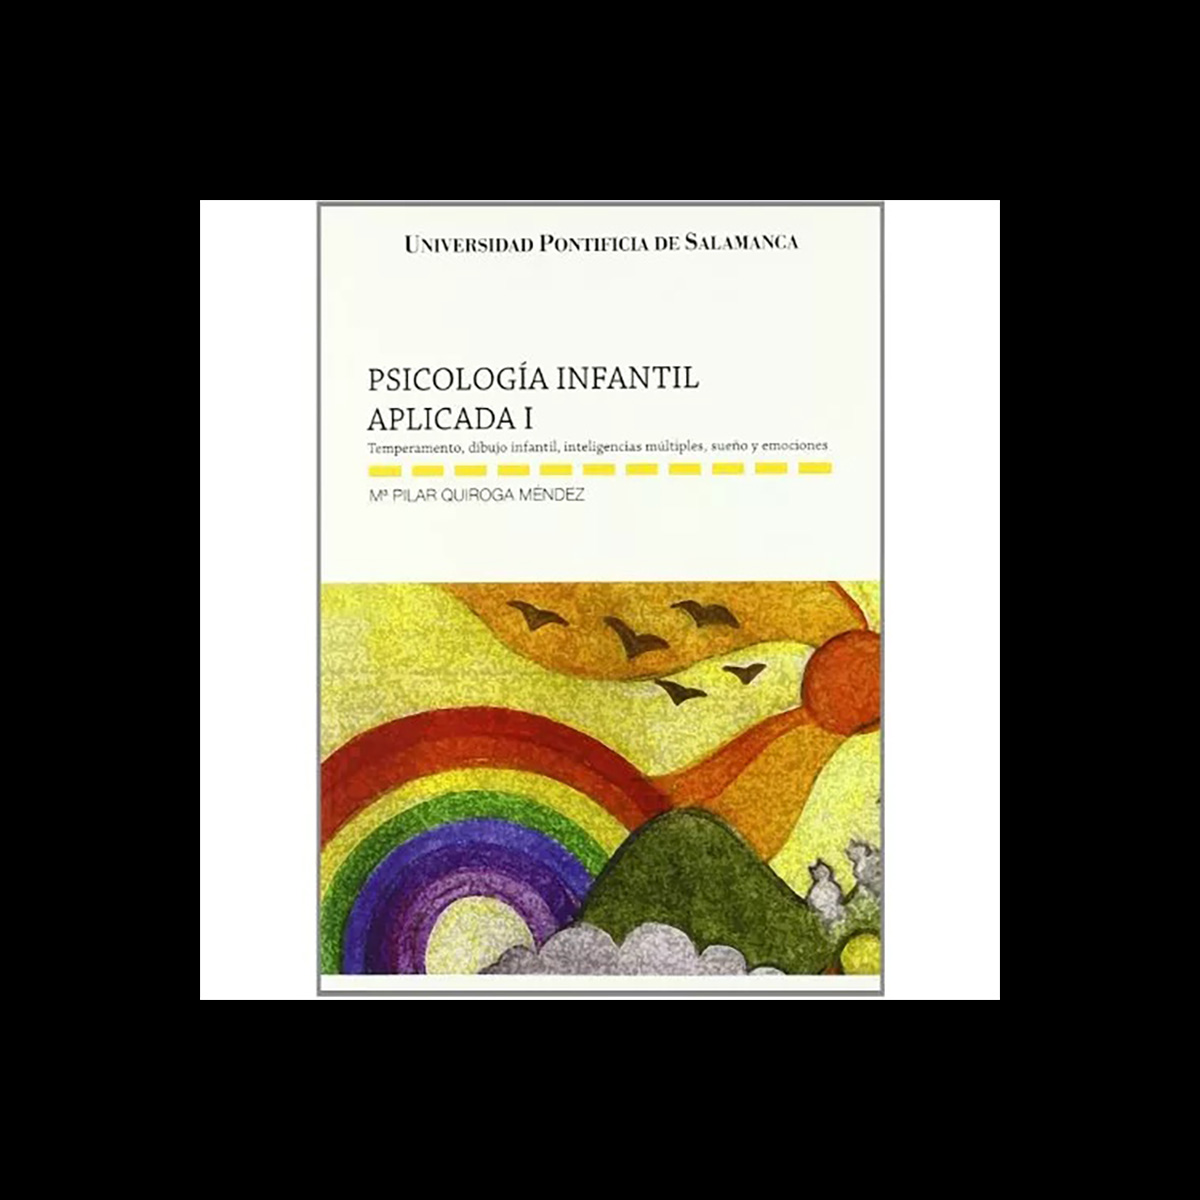 UNIVERSIDAD PONTIFICIA DE SALAMANCA
PSICOLOGÍA INFANTIL
APLICADA I
Temperamento, dibujo infantil, inteligencias múltiples, sueño y emociones
Mª PILAR QUIROGA MÉNDEZ